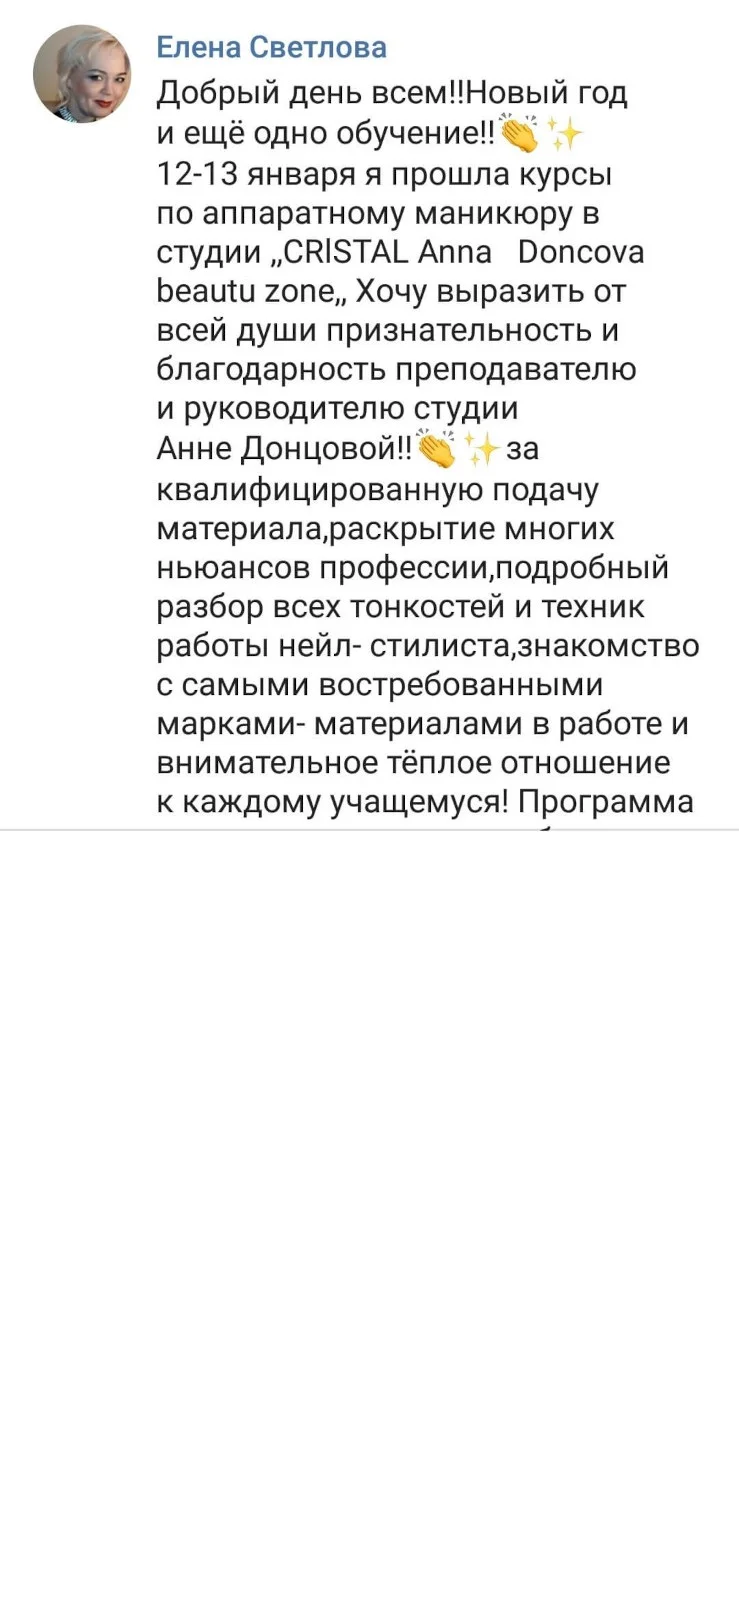 Елена Светлова
Добрый день всем!!Новый год
и ещё одно обучение!!👏✨
12-13 января я прошла курсы
по аппаратному маникюру в
студии „CRlSTAL Anna   Doncova
beautu zone„ Хочу выразить от
всей души признательность и
благодарность преподавателю
и руководителю студии
Анне Донцовой!!👏✨за
квалифицированную подачу
материала,раскрытие многих
ньюансов профессии,подробный
разбор всех тонкостей и техник
работы нейл- стилиста,знакомство
с самыми востребованными
марками- материалами в работе и
внимательное тёплое отношение
к каждому учащемуся! Программа